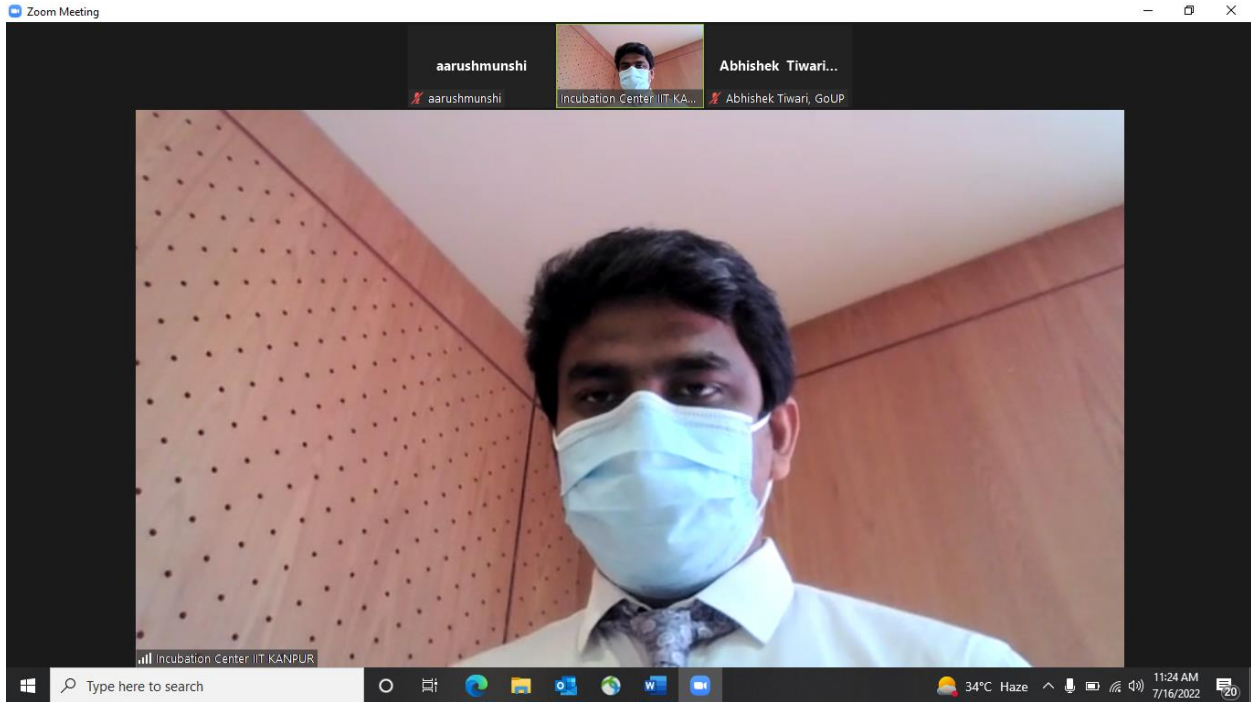 Zoom Meeting
aarushmunshi
Abhishek Tiwari...
aarushmunshi
Incubation Center IIT KA...
Abhishek Tiwari, GoUP
Incubation Center IIT KANPUR
Type here to search
34°C Haze
11:24 AM
7/16/2022
20